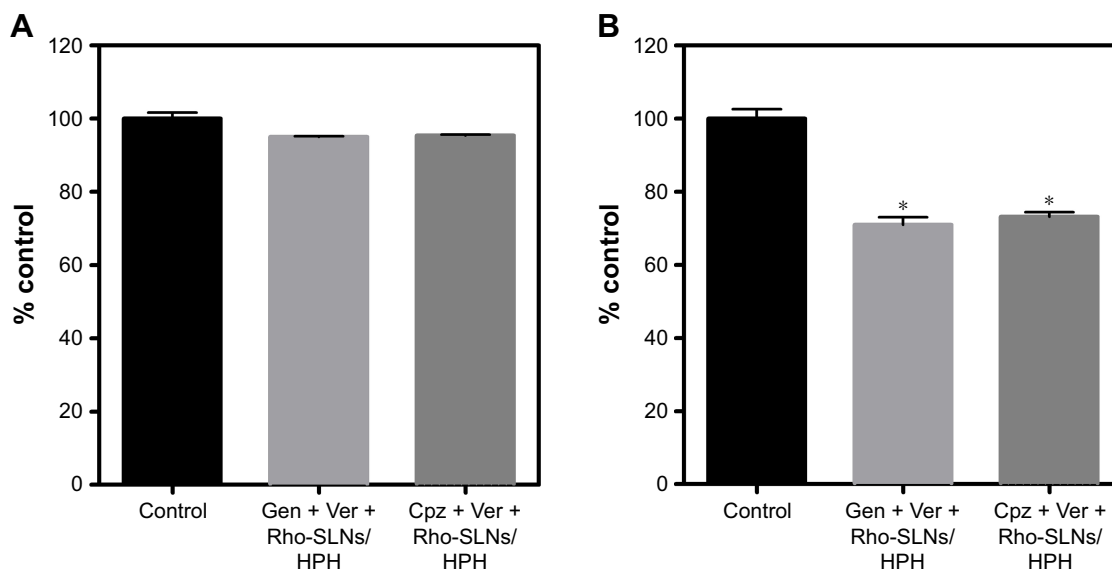 A
% control
120
100
80
60
40
20
0
Control
Gen + Ver +
Rho-SLNs/
HPH
Cpz + Ver +
Rho-SLNs/
HPH
B
% control
120
100
80
60
40
20
0
*
*
Control
Gen + Ver +
Rho-SLNs/
HPH
Cpz + Ver +
Rho-SLNs/
HPH